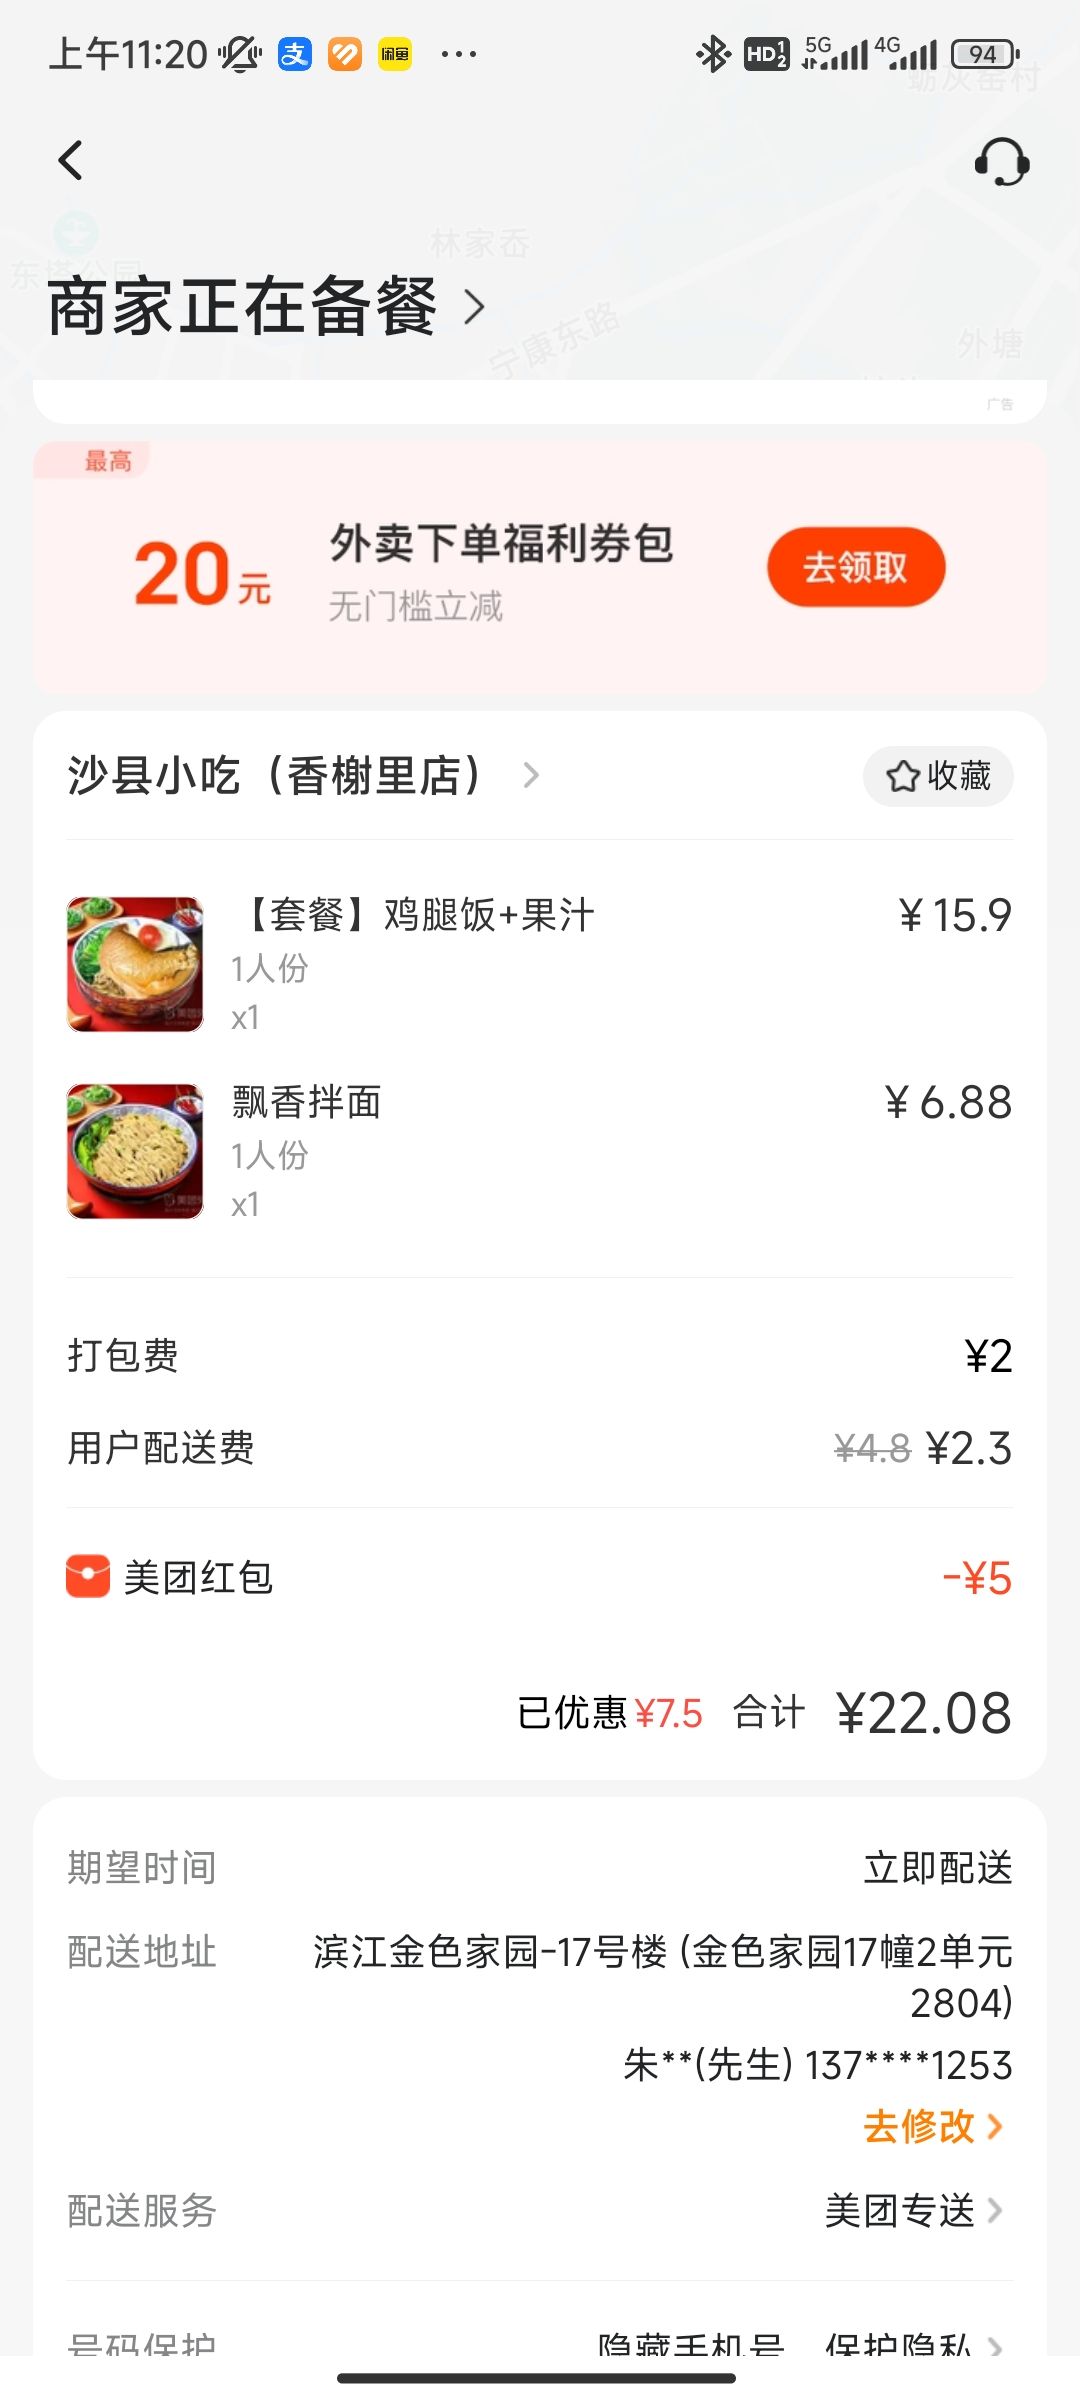 上午11:20
支
闲鱼
HD 1 2
5G
4G
94
蛎灰窑村
东塔公园
林家岙
商家正在备餐
宁康东路
外塘
广告
最高
20元
外卖下单福利券包
无门槛立减
去领取
沙县小吃（香榭里店）
收藏
【套餐】鸡腿饭+果汁
¥15.9
1人份
x1
飘香拌面
¥6.88
1人份
x1
打包费
¥2
用户配送费
¥4.8 ¥2.3
美团红包
-¥5
已优惠¥7.5 合计 ¥22.08
期望时间
立即配送
配送地址
滨江金色家园-17号楼 (金色家园17幢2单元
2804)
朱**(先生) 137****1253
去修改
配送服务
美团专送
号码保护
隐藏手机号 保护隐私